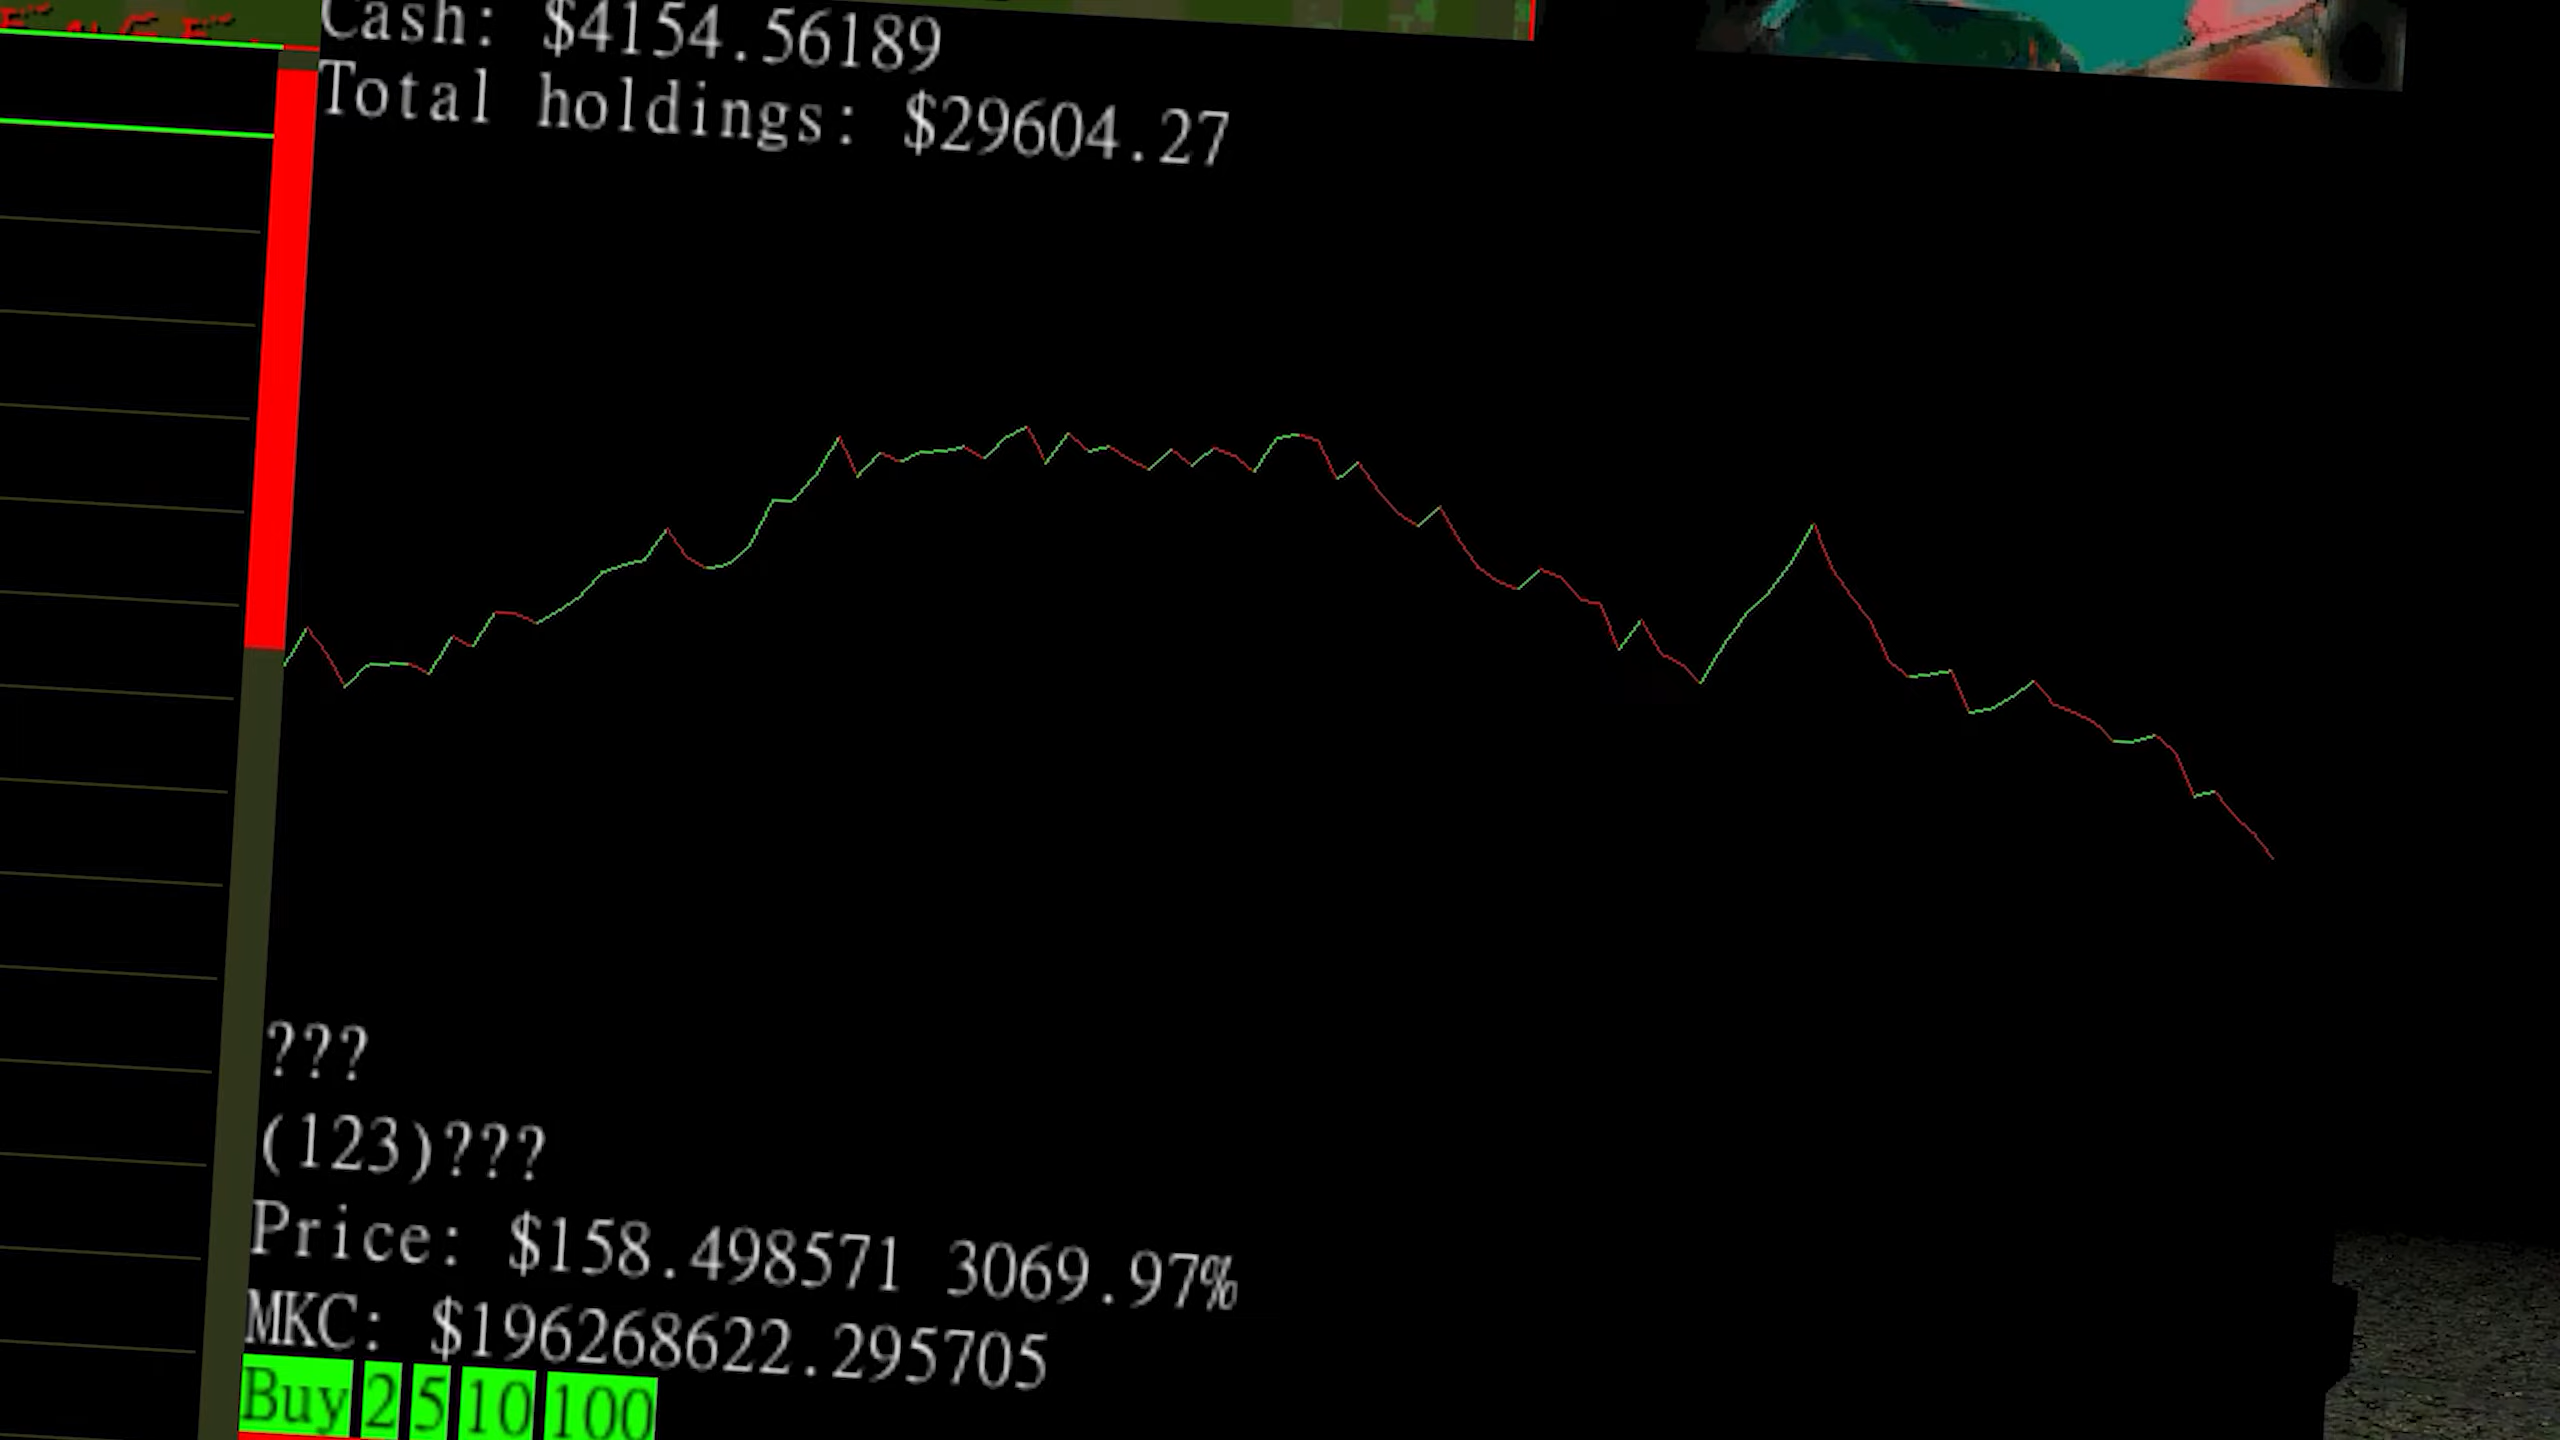 Cash: $4154.56189
Total holdings: $29604.27
???
(123)???
Price: $158.498571 3069.97%
MKC: $196268622.295705
Buy 2 5 10 100